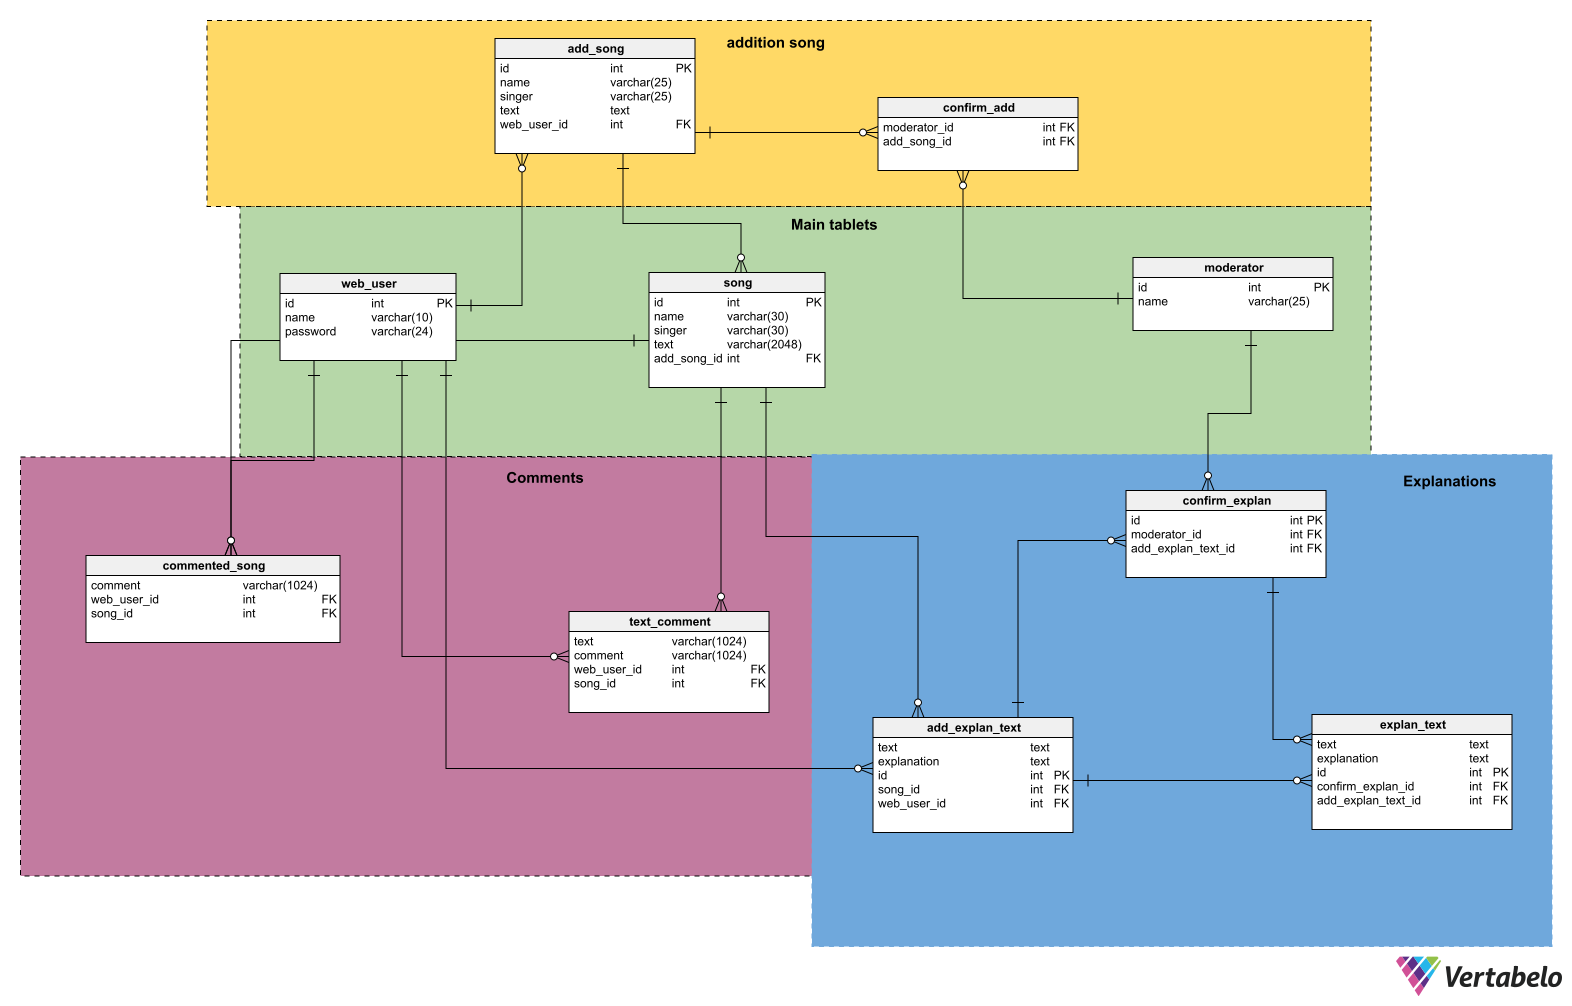 addition song
add_song
id int PK
name varchar(25)
singer varchar(25)
text text
web_user_id int FK
confirm_add
moderator_id int FK
add_song_id int FK
Main tablets
web_user
id int PK
name varchar(10)
password varchar(24)
song
id int PK
name varchar(30)
singer varchar(30)
text varchar(2048)
add_song_id int FK
moderator
id int PK
name varchar(25)
Comments
commented_song
comment varchar(1024)
web_user_id int FK
song_id int FK
text_comment
text varchar(1024)
comment varchar(1024)
web_user_id int FK
song_id int FK
Explanations
confirm_explan
id int PK
moderator_id int FK
add_explan_text_id int FK
add_explan_text
text text
explanation text
id int PK
song_id int FK
web_user_id int FK
explan_text
text text
explanation text
id int PK
confirm_explan_id int FK
add_explan_text_id int FK
Vertabelo